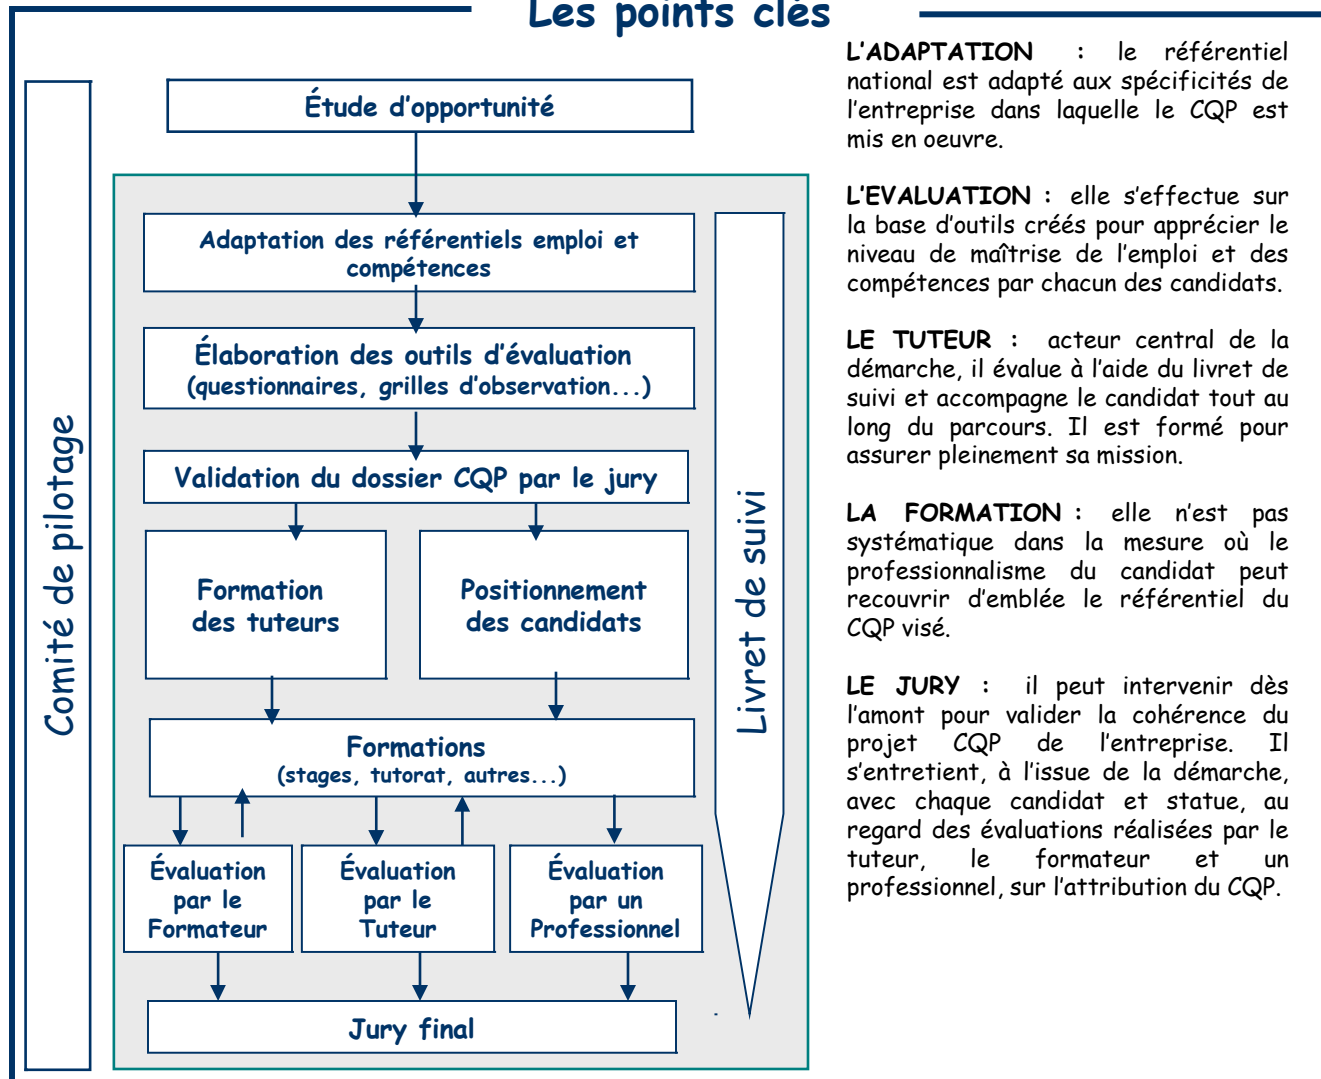 Les points clés
Étude d'opportunité
Adaptation des référentiels emploi et
compétences
Élaboration des outils d'évaluation
(questionnaires, grilles d'observation...)
Validation du dossier CQP par le jury
Formation
des tuteurs
Positionnement
des candidats
Formations
(stages, tutorat, autres...)
Évaluation
par le
Formateur
Évaluation
par le
Tuteur
Évaluation
par un
Professionnel
Jury final
Comité de pilotage
Livret de suivi
L'ADAPTATION : le référentiel
national est adapté aux spécificités de
l'entreprise dans laquelle le CQP est
mis en oeuvre.
L'EVALUATION : elle s'effectue sur
la base d'outils créés pour apprécier le
niveau de maîtrise de l'emploi et des
compétences par chacun des candidats.
LE TUTEUR : acteur central de la
démarche, il évalue à l'aide du livret de
suivi et accompagne le candidat tout au
long du parcours. Il est formé pour
assurer pleinement sa mission.
LA FORMATION : elle n'est pas
systématique dans la mesure où le
professionnalisme du candidat peut
recouvrir d'emblée le référentiel du
CQP visé.
LE JURY : il peut intervenir dès
l'amont pour valider la cohérence du
projet CQP de l'entreprise. Il
s'entretient, à l'issue de la démarche,
avec chaque candidat et statue, au
regard des évaluations réalisées par le
tuteur, le formateur et un
professionnel, sur l'attribution du CQP.